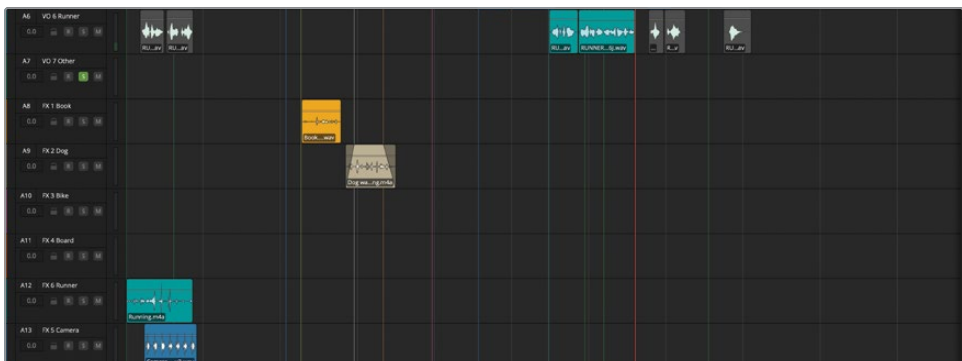 A6 VO 6 Runner
0.0 R S M
RU...av RU...av RU...av RUNNER...6j.wav ... R...v RU...av
A7 VO 7 Other
0.0 R S M
A8 FX 1 Book
0.0 R S M
Book....wav
A9 FX 2 Dog
0.0 R S M
Dog wa...ng.m4a
A10 FX 3 Bike
0.0 R S M
A11 FX 4 Board
0.0 R S M
A12 FX 6 Runner
0.0 R S M
Running.m4a
A13 FX 5 Camera
0.0 R S M